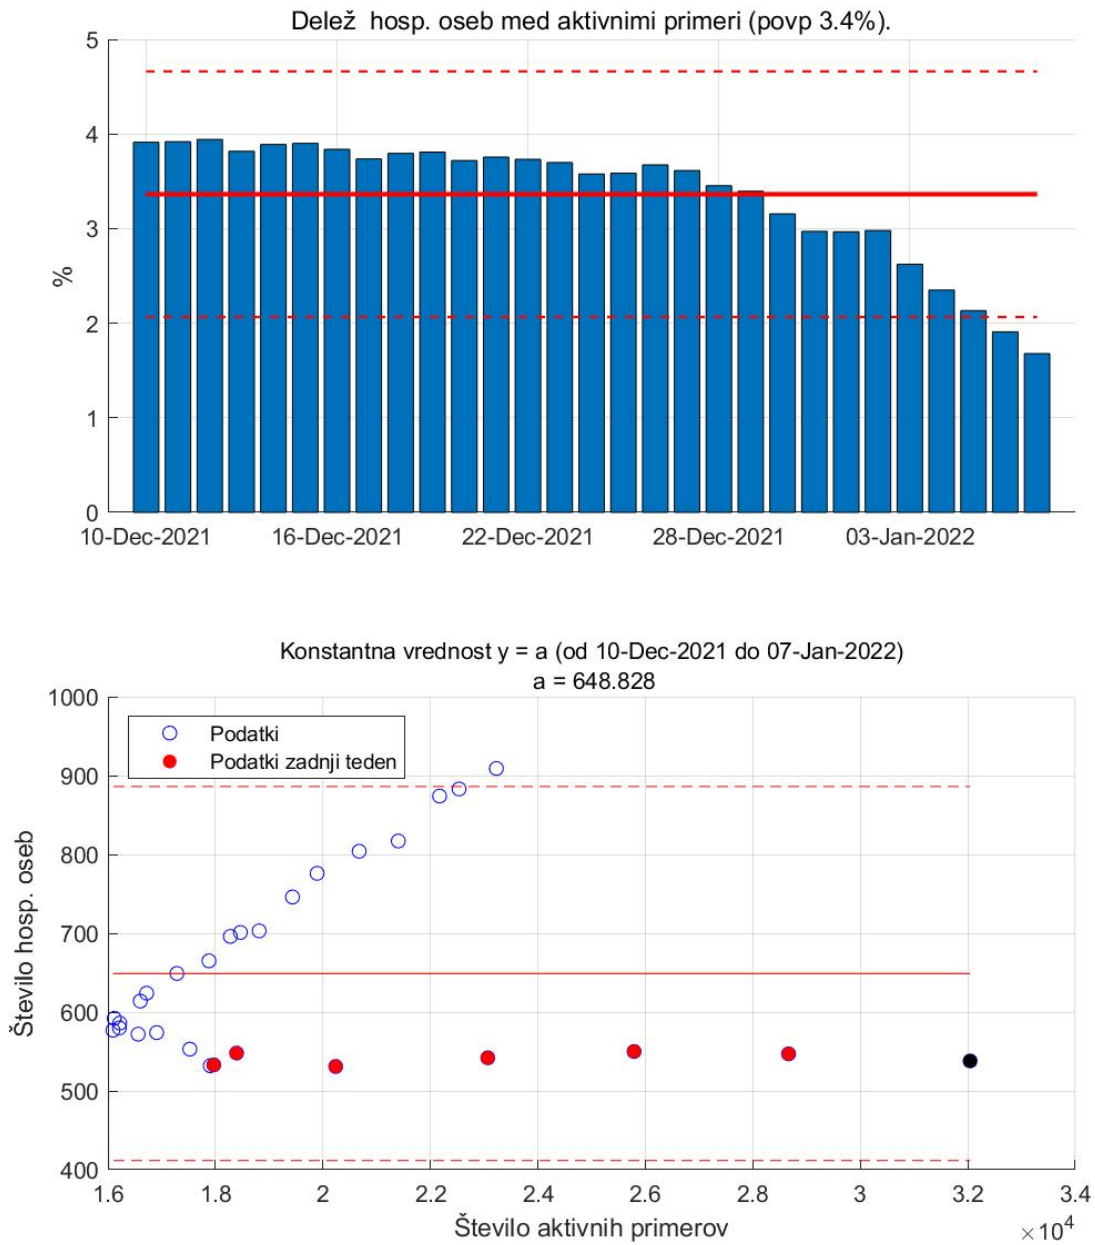 Delež  hosp. oseb med aktivnimi primeri (povp 3.4%).
5
4
3
2
1
0
%
10-Dec-2021 16-Dec-2021 22-Dec-2021 28-Dec-2021 03-Jan-2022
Konstantna vrednost y = a (od 10-Dec-2021 do 07-Jan-2022)
a = 648.828
1000
900
800
700
600
500
400
Število hosp. oseb
Podatki
Podatki zadnji teden
1.6 1.8 2 2.2 2.4 2.6 2.8 3 3.2 3.4
Število aktivnih primerov
×10⁴